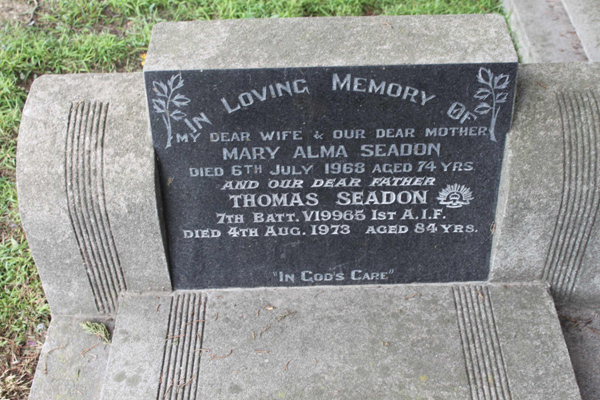 IN LOVING MEMORY OF
MY DEAR WIFE & OUR DEAR MOTHER
MARY ALMA SEADON
DIED 6TH JULY 1968 AGED 74 YRS.
AND OUR DEAR FATHER
THOMAS SEADON
7TH BATT. V19965 1ST A.I.F.
DIED 4TH AUG. 1973 AGED 84 YRS.
"IN GOD'S CARE"